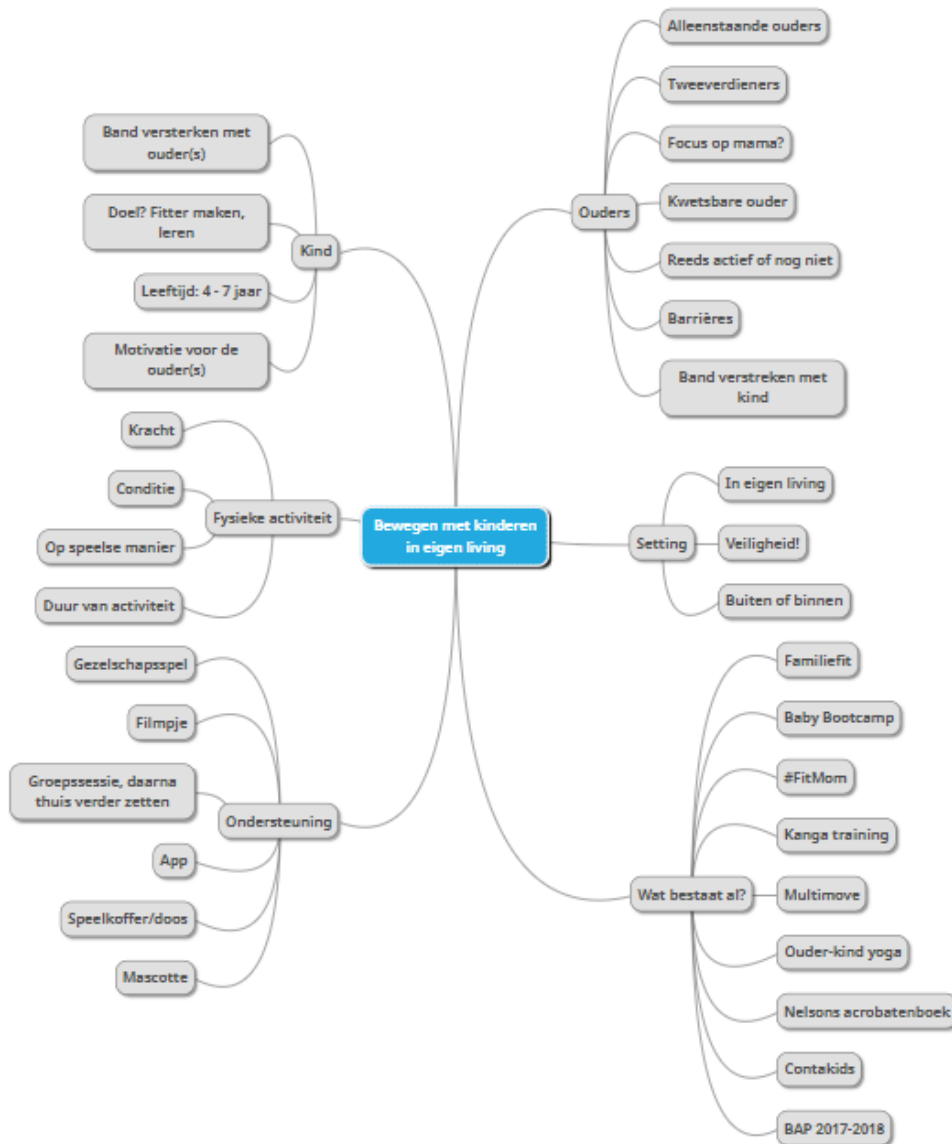 Bewegen met kinderen
in eigen living
Kind
Band versterken met
ouder(s)
Doel? Fitter maken,
leren
Leeftijd: 4 - 7 jaar
Motivatie voor de
ouder(s)
Fysieke activiteit
Kracht
Conditie
Op speelse manier
Duur van activiteit
Ondersteuning
Gezelschapsspel
Filmpje
Groepssessie, daarna
thuis verder zetten
App
Speelkoffer/doos
Mascotte
Ouders
Alleenstaande ouders
Tweeverdieners
Focus op mama?
Kwetsbare ouder
Reeds actief of nog niet
Barrières
Band verstreken met
kind
Setting
In eigen living
Veiligheid!
Buiten of binnen
Wat bestaat al?
Familiefit
Baby Bootcamp
#FitMom
Kanga training
Multimove
Ouder-kind yoga
Nelsons acrobatenboek
Contakids
BAP 2017-2018